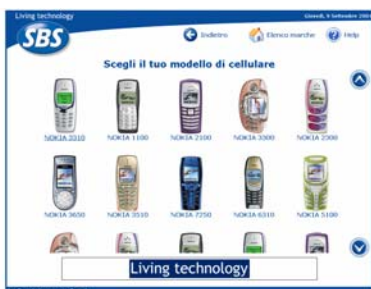 Living technology
Giovedì, 9 Settembre 200
SBS
Indietro
Elenco marche
Help
Scegli il tuo modello di cellulare
NOKIA 3310
NOKIA 1100
NOKIA 2100
NOKIA 3300
NOKIA 2300
NOKIA 3650
NOKIA 3510
NOKIA 7250
NOKIA 6310
NOKIA 5100
Living technology